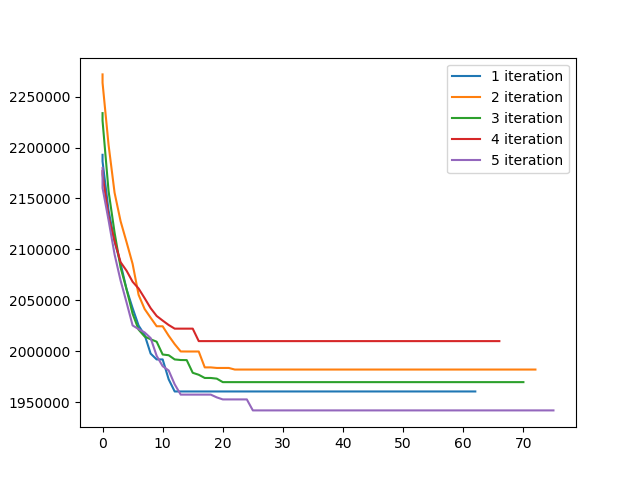 2250000
2200000
2150000
2100000
2050000
2000000
1950000
0 10 20 30 40 50 60 70
1 iteration
2 iteration
3 iteration
4 iteration
5 iteration